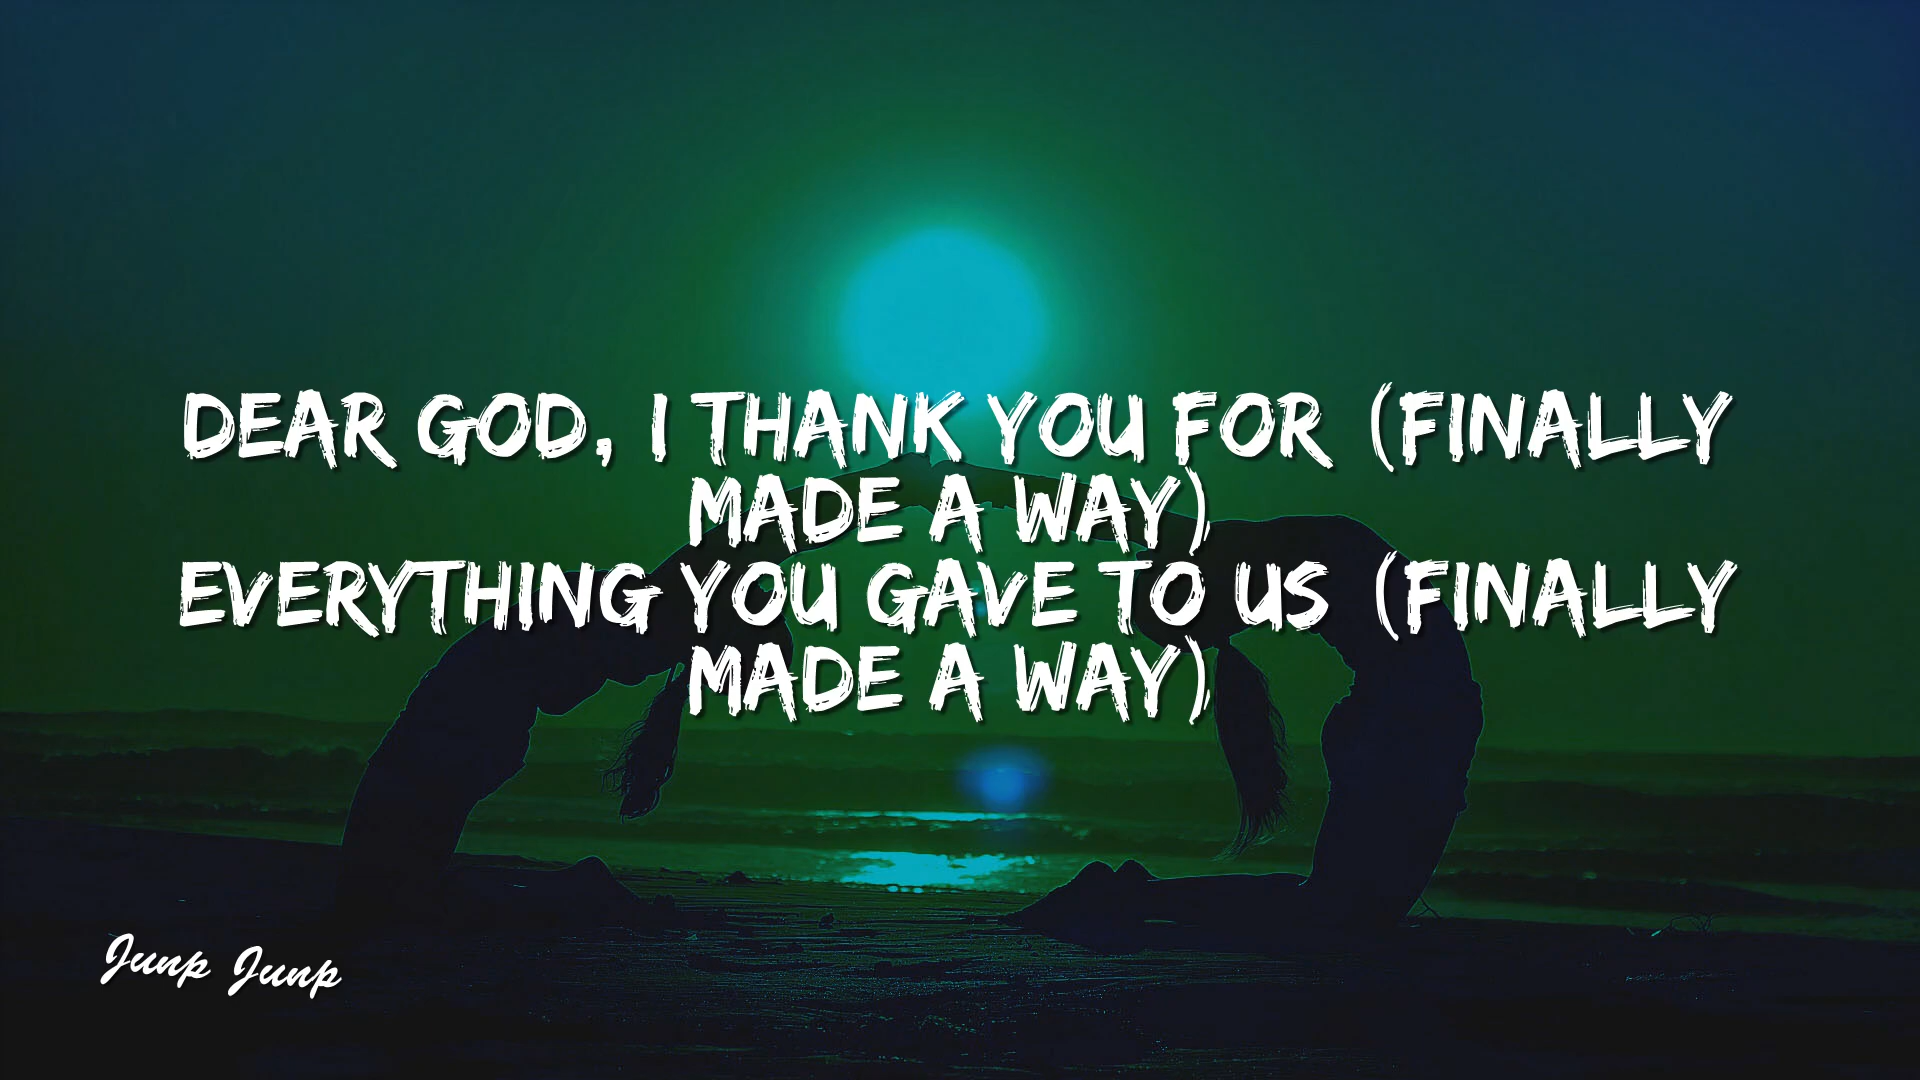 DEAR GOD, I THANK YOU FOR (FINALLY
MADE A WAY)
EVERYTHING YOU GAVE TO US (FINALLY
MADE A WAY)
Junp Junp